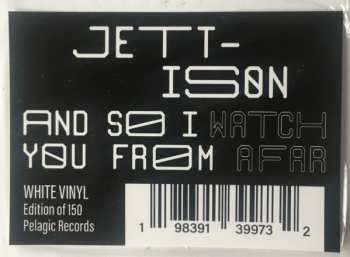 JETT-
ISON
AND SO I WATCH
YOU FROM AFAR
WHITE VINYL
Edition of 150
Pelagic Records
1 98391 39973 2